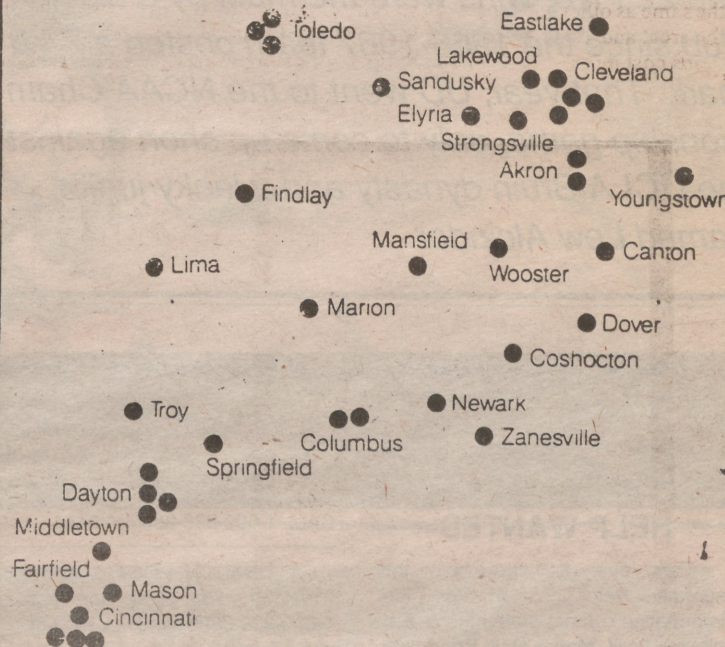 Toledo
Eastlake
Lakewood
Cleveland
Sandusky
Elyria
Strongsville
Akron
Youngstown
Findlay
Mansfield
Canton
Lima
Wooster
Marion
Dover
Coshocton
Troy
Newark
Columbus
Zanesville
Springfield
Dayton
Middletown
Fairfield
Mason
Cincinnati